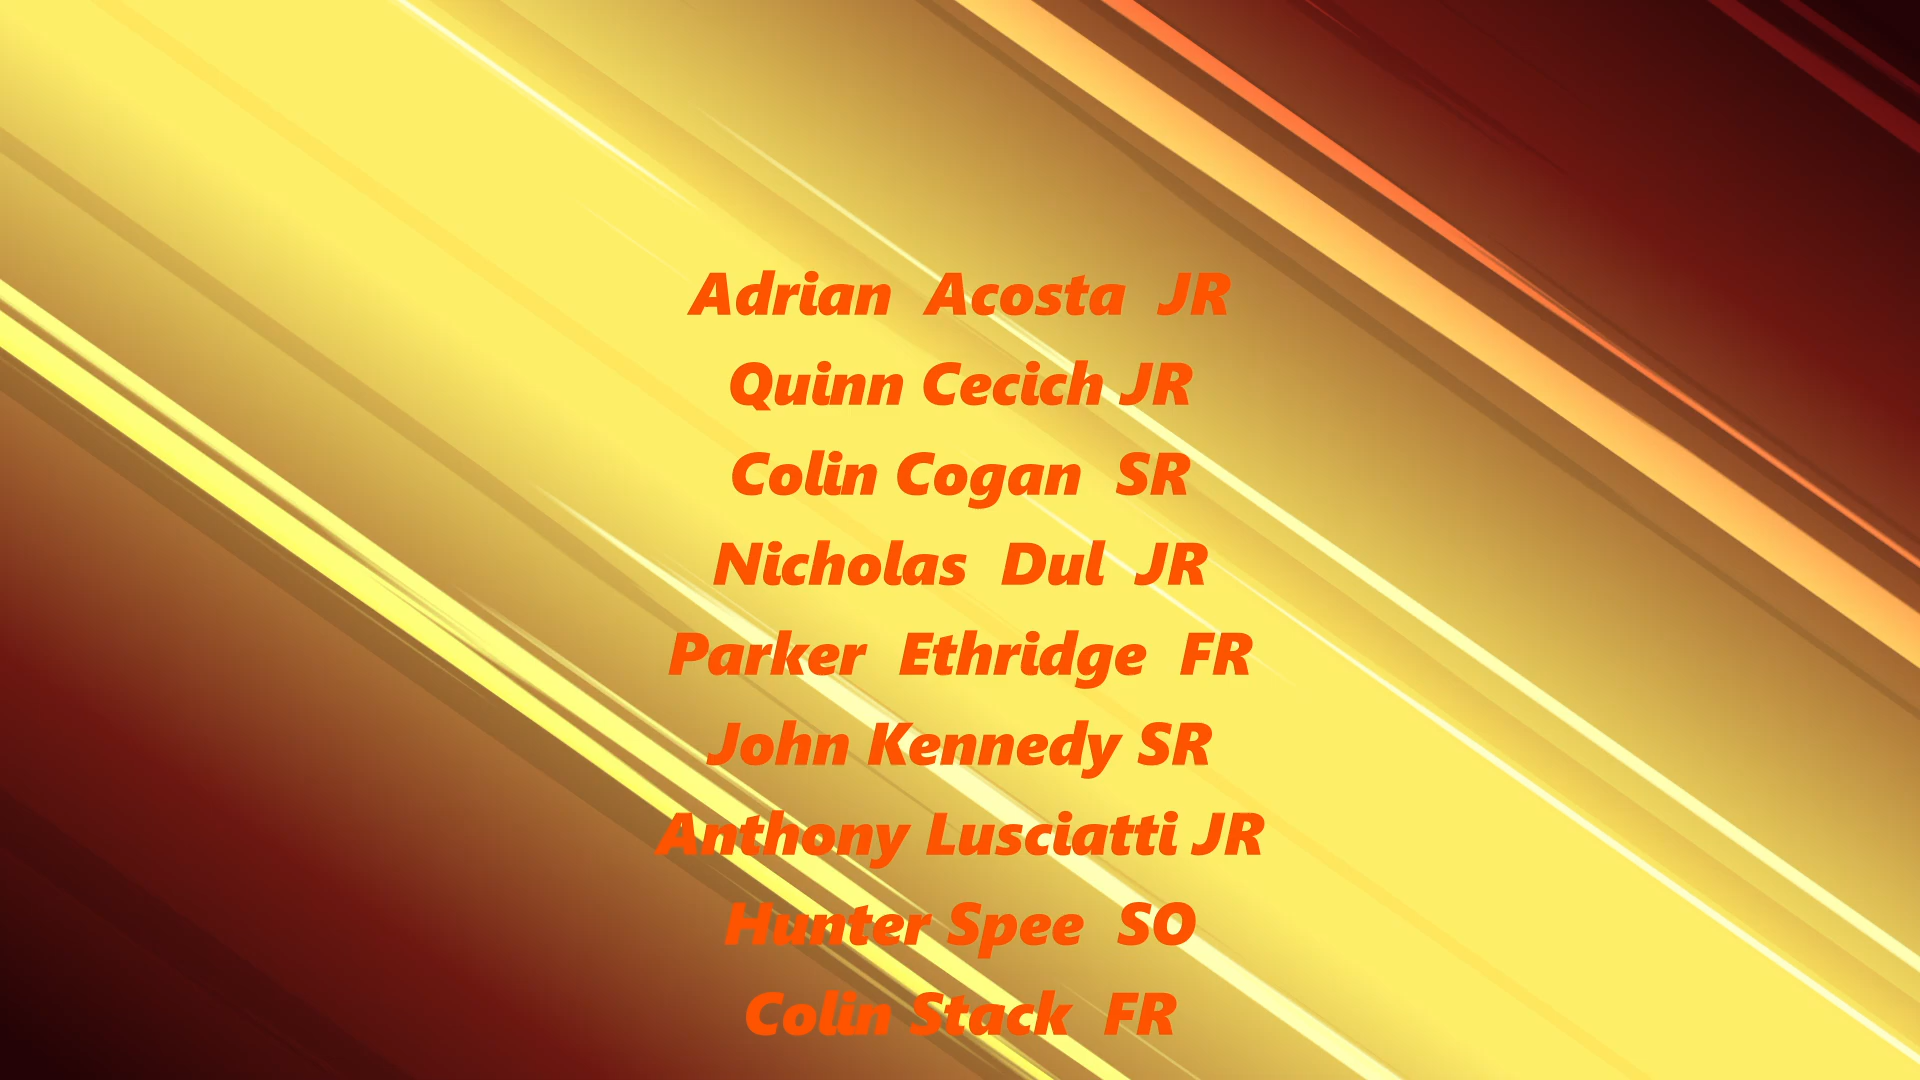 Adrian Acosta JR
Quinn Cecich JR
Colin Cogan SR
Nicholas Dul JR
Parker Ethridge FR
John Kennedy SR
Anthony Lusciatti JR
Hunter Spee SO
Colin Stack FR